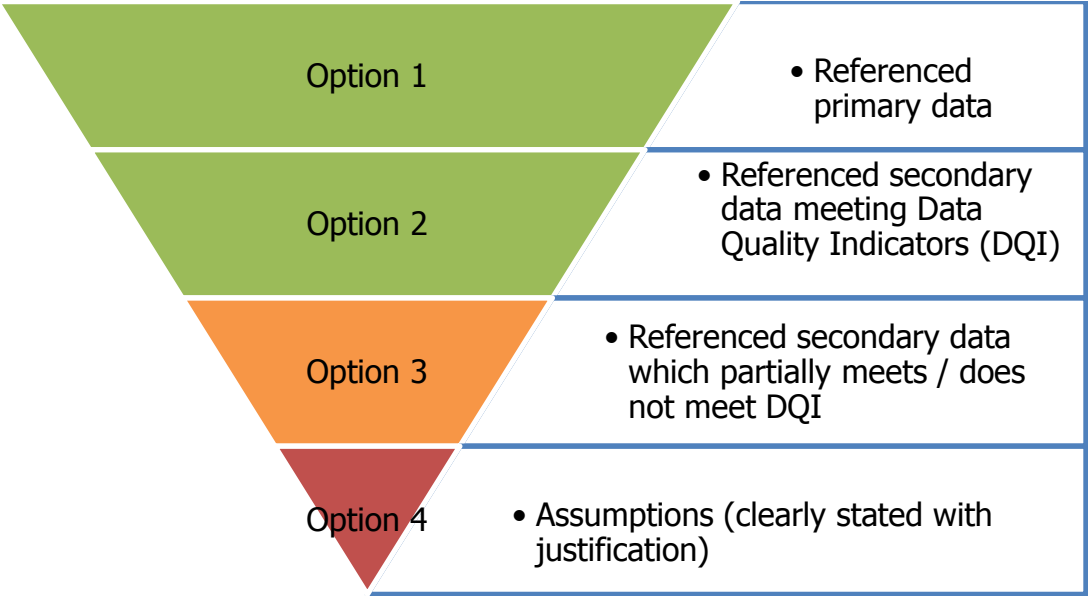 Option 1
• Referenced
primary data
Option 2
• Referenced secondary
data meeting Data
Quality Indicators (DQI)
Option 3
• Referenced secondary data
which partially meets / does
not meet DQI
Option 4
• Assumptions (clearly stated with
justification)